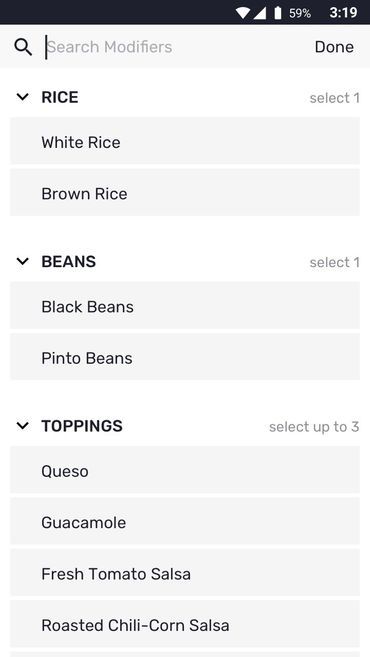 59% 3:19
Search Modifiers Done
RICE select 1
White Rice
Brown Rice
BEANS select 1
Black Beans
Pinto Beans
TOPPINGS select up to 3
Queso
Guacamole
Fresh Tomato Salsa
Roasted Chili-Corn Salsa